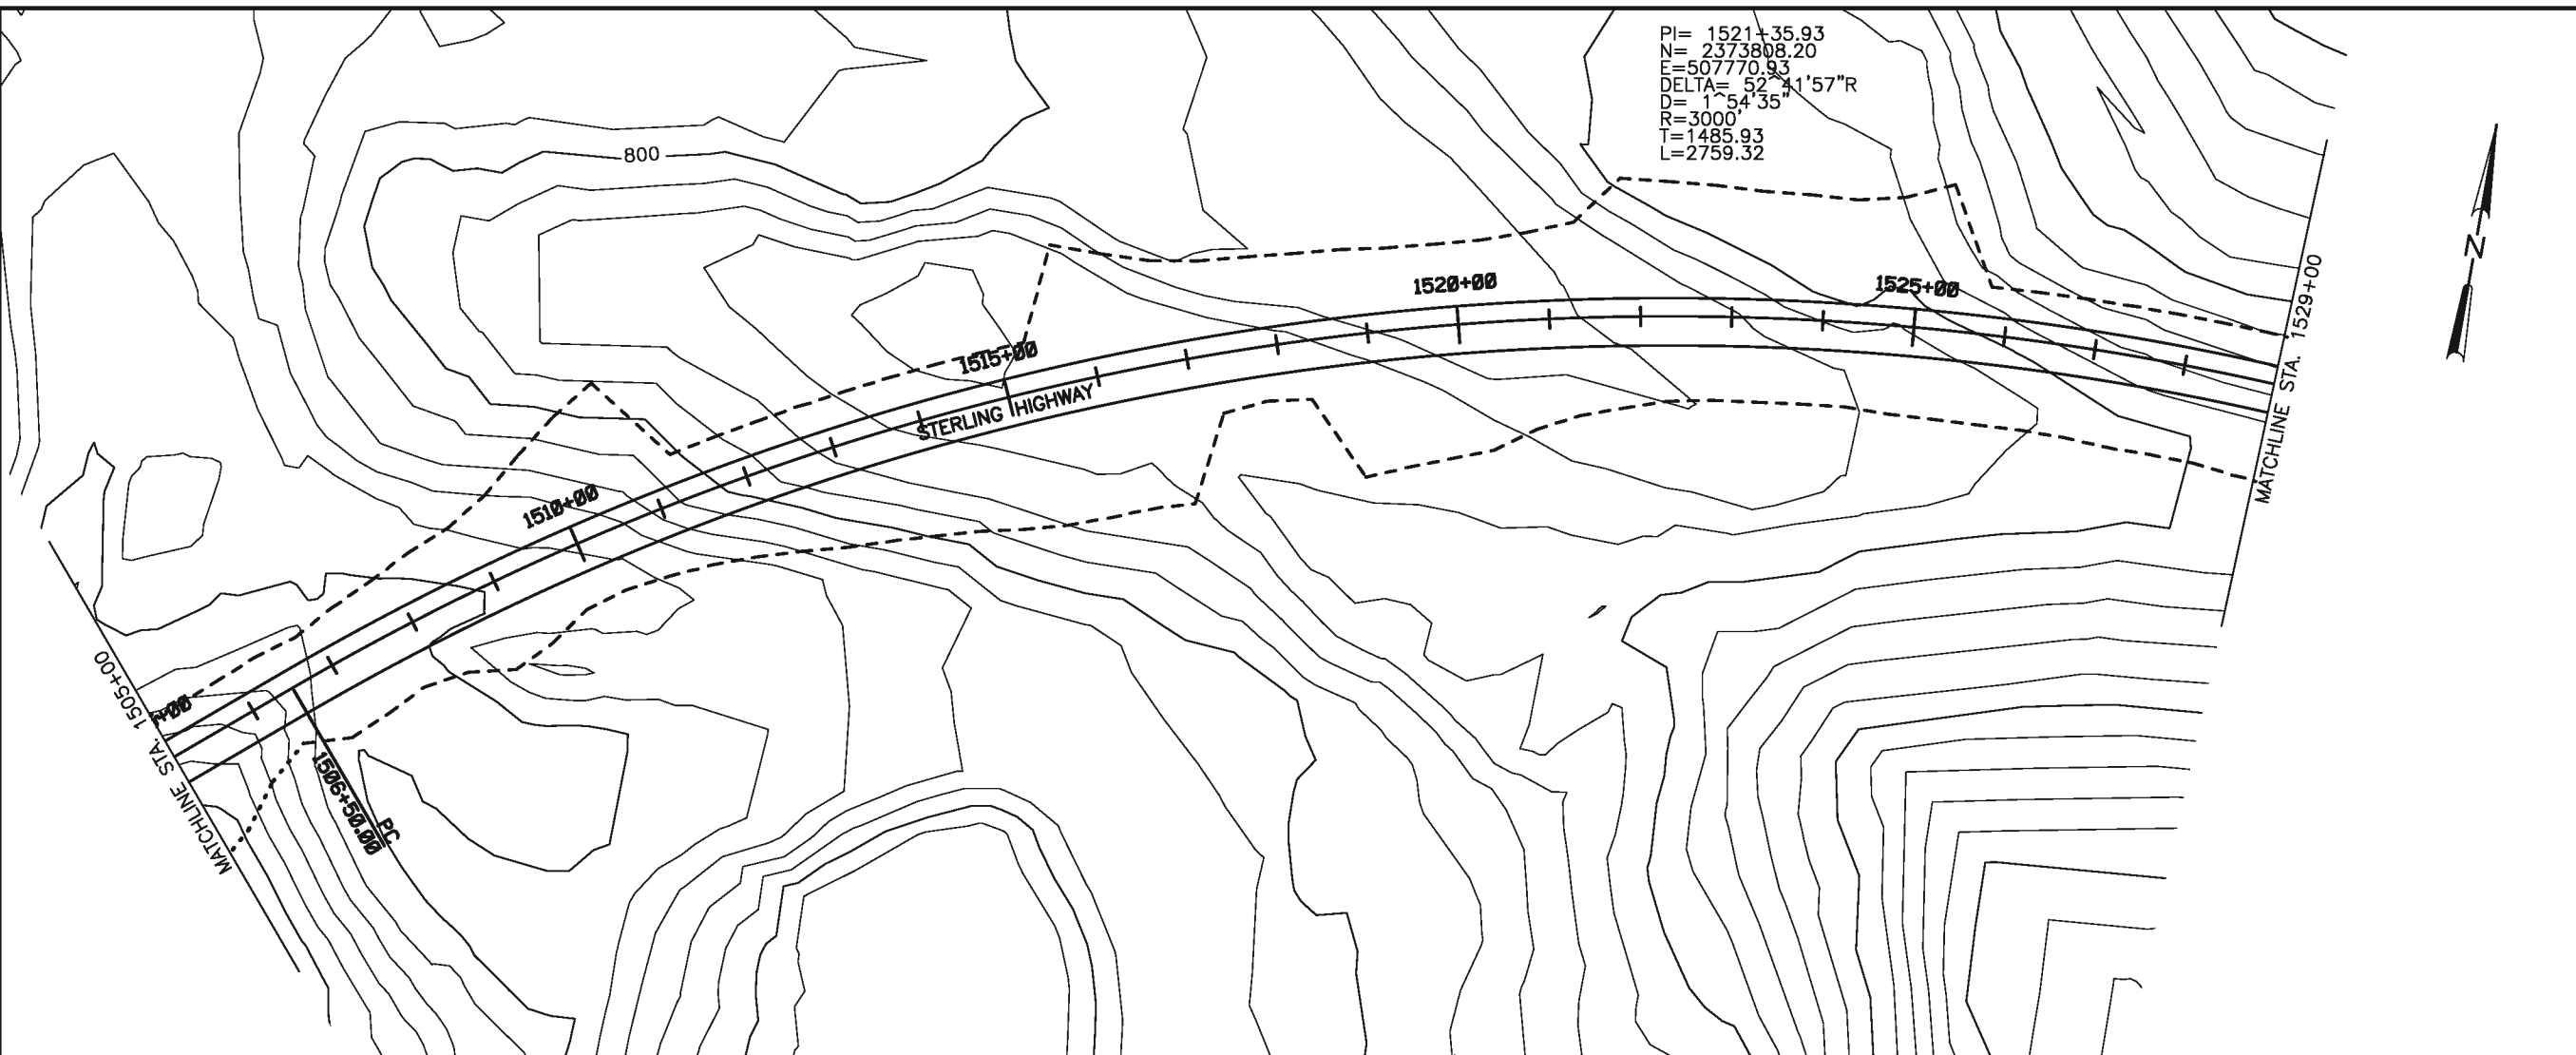 PI= 1521+35.93
N= 2373808.20
E=507770.93
DELTA= 52^41'57"R
D= 1^54'35"
R=3000'
T=1485.93
L=2759.32
800
N
1520+00
1525+00
1515+00
STERLING HIGHWAY
1510+00
MATCHLINE STA. 1529+00
MATCHLINE STA. 1505+00
+00
1506+50.00
PC